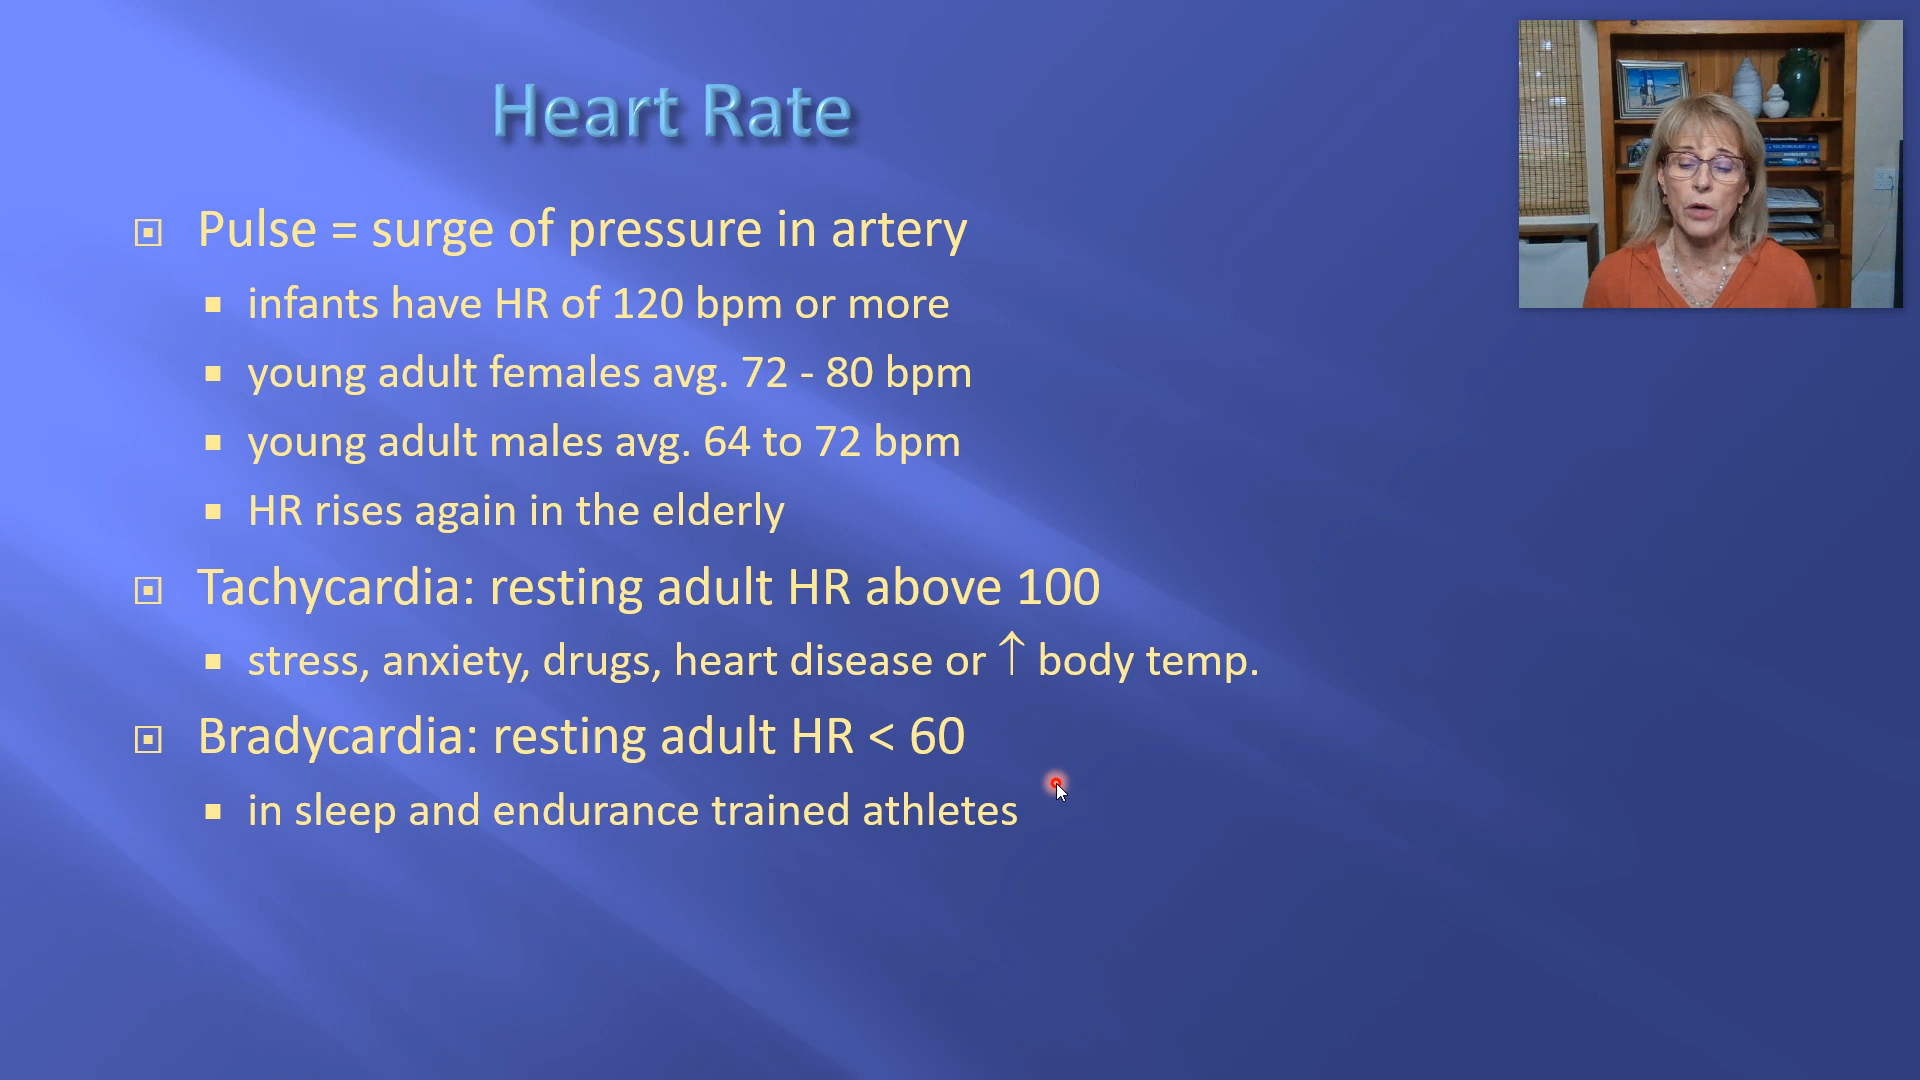 Heart Rate
Pulse = surge of pressure in artery
infants have HR of 120 bpm or more
young adult females avg. 72 - 80 bpm
young adult males avg. 64 to 72 bpm
HR rises again in the elderly
Tachycardia: resting adult HR above 100
stress, anxiety, drugs, heart disease or ↑ body temp.
Bradycardia: resting adult HR < 60
in sleep and endurance trained athletes